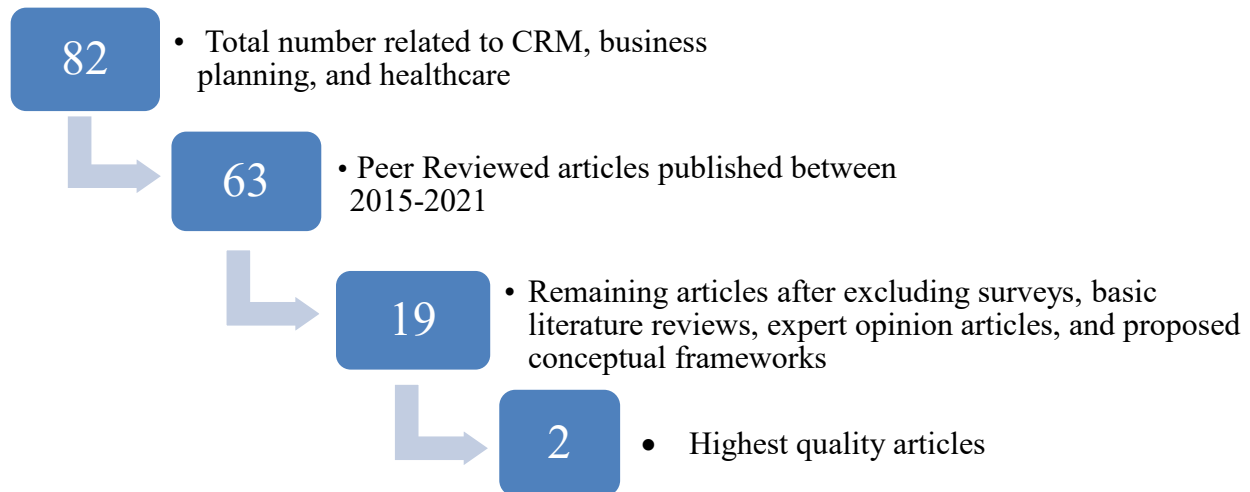 82
• Total number related to CRM, business
planning, and healthcare
63
• Peer Reviewed articles published between
2015-2021
19
• Remaining articles after excluding surveys, basic
literature reviews, expert opinion articles, and proposed
conceptual frameworks
2
• Highest quality articles